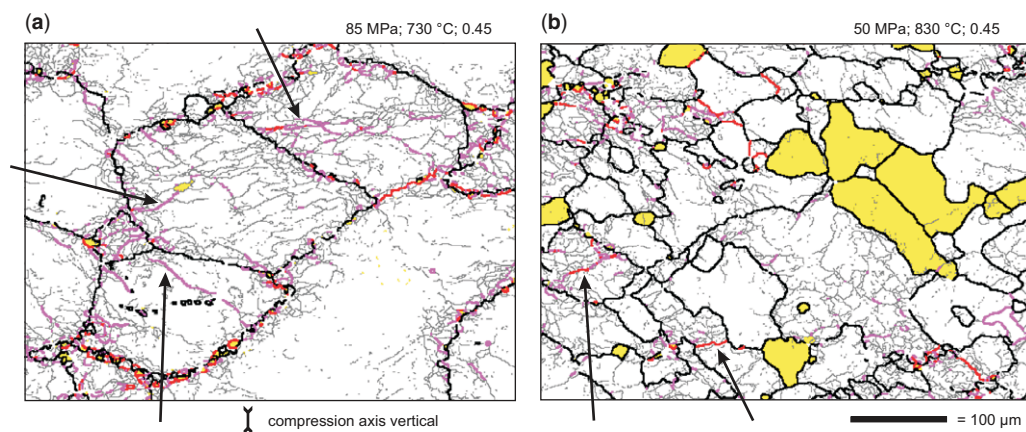 (a)
85 MPa; 730 °C; 0.45
(b)
50 MPa; 830 °C; 0.45
compression axis vertical
= 100 µm